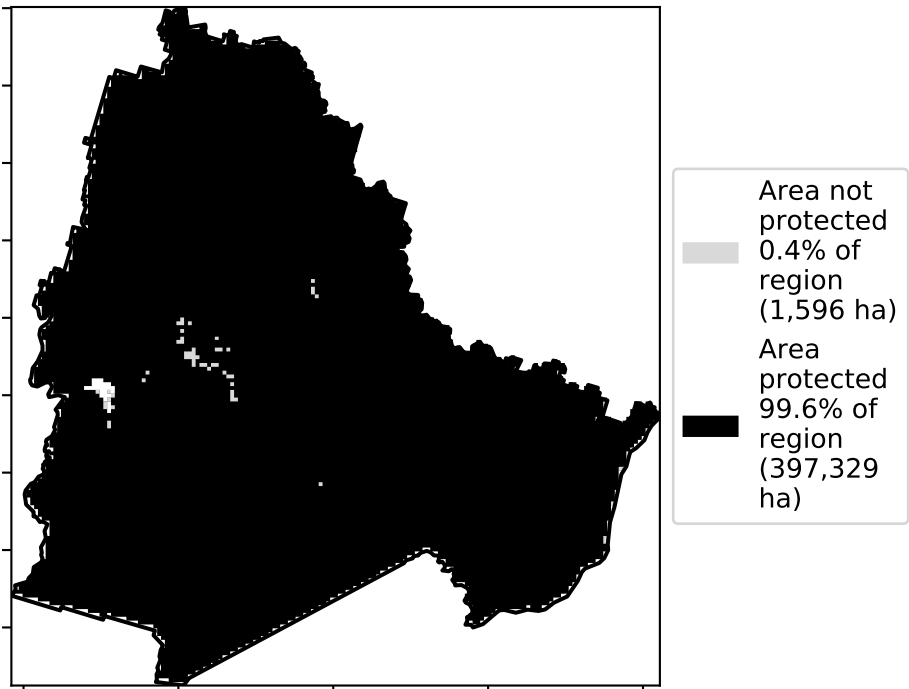 Area not
protected
0.4% of
region
(1,596 ha)
Area
protected
99.6% of
region
(397,329
ha)